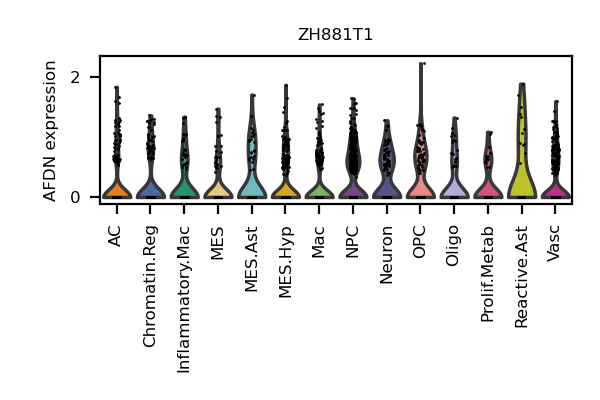 ZH881T1
AFDN expression
2
0
AC
Chromatin.Reg
Inflammatory.Mac
MES
MES.Ast
MES.Hyp
Mac
NPC
Neuron
OPC
Oligo
Prolif.Metab
Reactive.Ast
Vasc